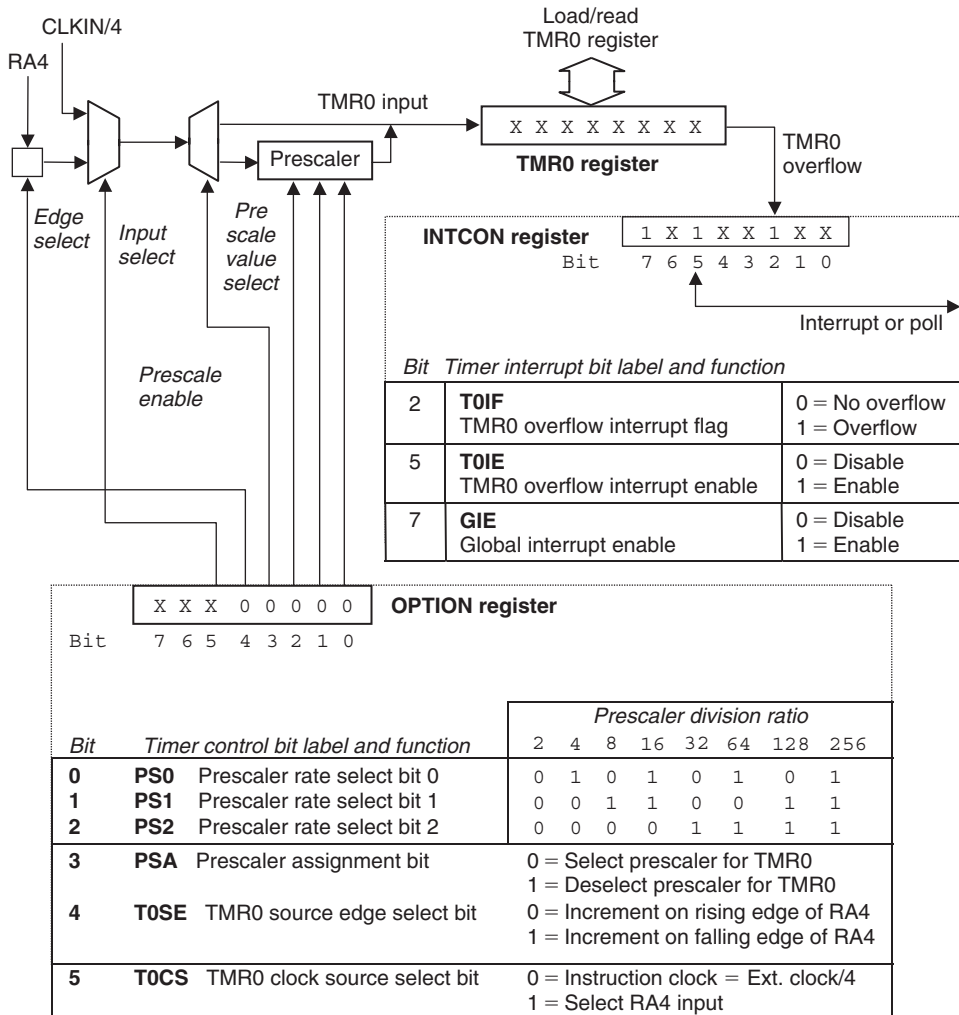 CLKIN/4
RA4
Load/read
TMR0 register
TMR0 input
X X X X X X X X
TMR0 register
TMR0
overflow
Prescaler
Edge
select
Input
select
Pre
scale
value
select
Prescale
enable
INTCON register
1 X 1 X X 1 X X
Bit 7 6 5 4 3 2 1 0
Interrupt or poll
Bit Timer interrupt bit label and function
2 T0IF 0 = No overflow
TMR0 overflow interrupt flag 1 = Overflow
5 T0IE 0 = Disable
TMR0 overflow interrupt enable 1 = Enable
7 GIE 0 = Disable
Global interrupt enable 1 = Enable
X X X 0 0 0 0 0 OPTION register
Bit 7 6 5 4 3 2 1 0
Prescaler division ratio
Bit Timer control bit label and function 2 4 8 16 32 64 128 256
0 PS0 Prescaler rate select bit 0 0 1 0 1 0 1 0 1
1 PS1 Prescaler rate select bit 1 0 0 1 1 0 0 1 1
2 PS2 Prescaler rate select bit 2 0 0 0 0 1 1 1 1
3 PSA Prescaler assignment bit 0 = Select prescaler for TMR0
1 = Deselect prescaler for TMR0
4 T0SE TMR0 source edge select bit 0 = Increment on rising edge of RA4
1 = Increment on falling edge of RA4
5 T0CS TMR0 clock source select bit 0 = Instruction clock = Ext. clock/4
1 = Select RA4 input